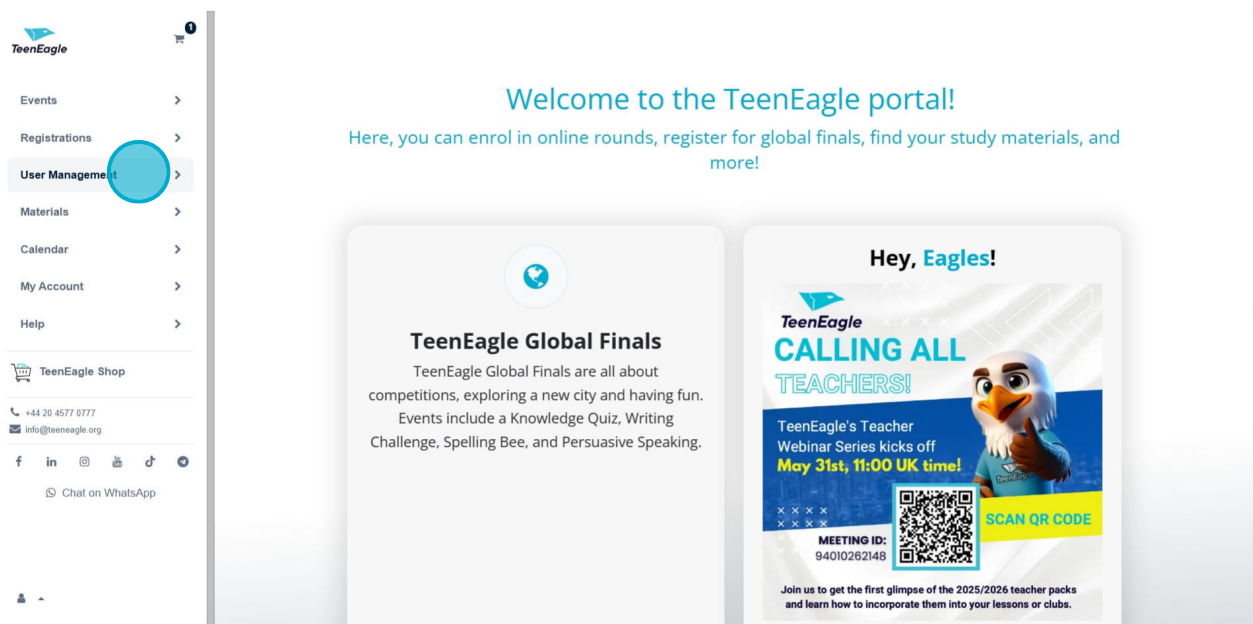 TeenEagle
1
Events
Registrations
User Management
Materials
Calendar
My Account
Help
TeenEagle Shop
+44 20 4577 0777
info@teeneagle.org
Chat on WhatsApp
Welcome to the TeenEagle portal!
Here, you can enrol in online rounds, register for global finals, find your study materials, and
more!
TeenEagle Global Finals
TeenEagle Global Finals are all about
competitions, exploring a new city and having fun.
Events include a Knowledge Quiz, Writing
Challenge, Spelling Bee, and Persuasive Speaking.
Hey, Eagles!
TeenEagle
CALLING ALL
TEACHERS!
TeenEagle's Teacher
Webinar Series kicks off
May 31st, 11:00 UK time!
TeenEagle
SCAN QR CODE
MEETING ID:
94010262148
Join us to get the first glimpse of the 2025/2026 teacher packs
and learn how to incorporate them into your lessons or clubs.